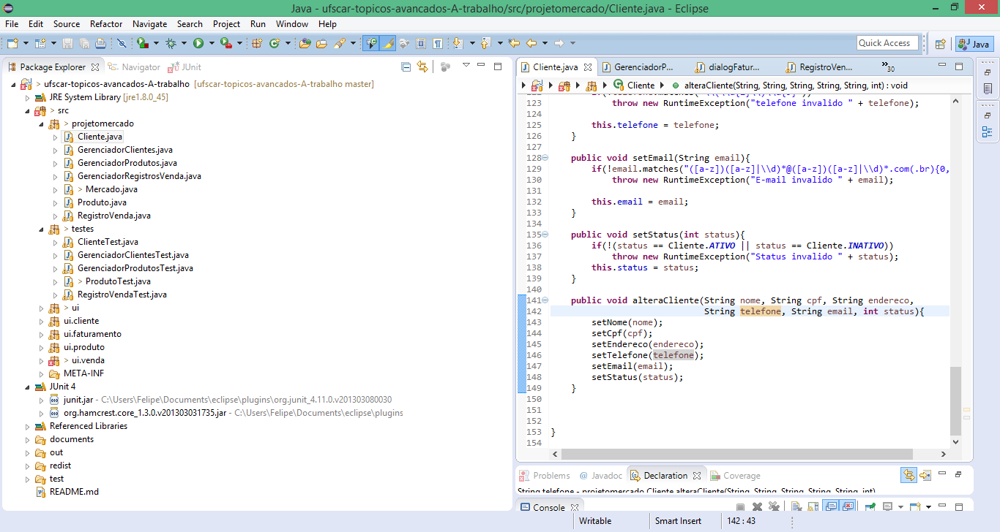 Java - ufscar-topicos-avancados-A-trabalho/src/projetomercado/Cliente.java - Eclipse
File Edit Source Refactor Navigate Search Project Run Window Help
Quick Access
Java
Package Explorer Navigator JUnit
> ufscar-topicos-avancados-A-trabalho [ufscar-topicos-avancados-A-trabalho master]
JRE System Library [jre1.8.0_45]
> src
> projetomercado
Cliente.java
GerenciadorClientes.java
GerenciadorProdutos.java
GerenciadorRegistrosVenda.java
> Mercado.java
Produto.java
RegistroVenda.java
> testes
ClienteTest.java
GerenciadorClientesTest.java
GerenciadorProdutosTest.java
> ProdutoTest.java
RegistroVendaTest.java
> ui
ui.cliente
ui.faturamento
ui.produto
> ui.venda
META-INF
JUnit 4
junit.jar - C:\Users\Felipe\Documents\eclipse\plugins\org.junit_4.11.0.v201303080030
org.hamcrest.core_1.3.0.v201303031735.jar - C:\Users\Felipe\Documents\eclipse\plugins
Referenced Libraries
documents
out
redist
test
README.md
Cliente.java GerenciadorP... dialogFatur... RegistroVen... »30
Cliente alteraCliente(String, String, String, String, String, int) : void
123 throw new RuntimeException("telefone invalido " + telefone);
124
125 this.telefone = telefone;
126 }
127
128 public void setEmail(String email){
129 if(!email.matches("([a-z])([a-z]|\\d)*@([a-z])([a-z]|\\d)*.com(.br){0,
130 throw new RuntimeException("E-mail invalido " + email);
131
132 this.email = email;
133 }
134
135 public void setStatus(int status){
136 if(!(status == Cliente.ATIVO || status == Cliente.INATIVO))
137 throw new RuntimeException("Status invalido " + status);
138 this.status = status;
139 }
140
141 public void alteraCliente(String nome, String cpf, String endereco,
142 String telefone, String email, int status){
143 setNome(nome);
144 setCpf(cpf);
145 setEndereco(endereco);
146 setTelefone(telefone);
147 setEmail(email);
148 setStatus(status);
149 }
150
151
152
153 }
154
Problems @ Javadoc Declaration Coverage
String telefone - projetomercado.Cliente.alteraCliente(String, String, String, String, String, int)
Console
Writable Smart Insert 142 : 43